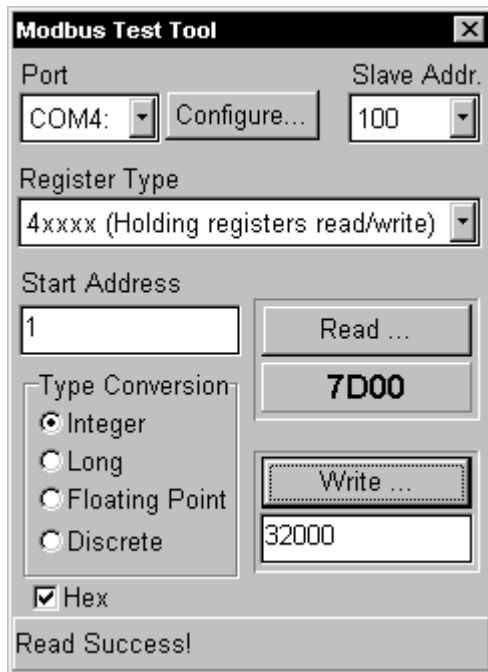 Modbus Test Tool
Port Slave Addr.
COM4: Configure... 100
Register Type
4xxxx (Holding registers read/write)
Start Address
1
Read ...
7D00
Type Conversion
Integer
Long
Floating Point
Discrete
Write ...
32000
Hex
Read Success!